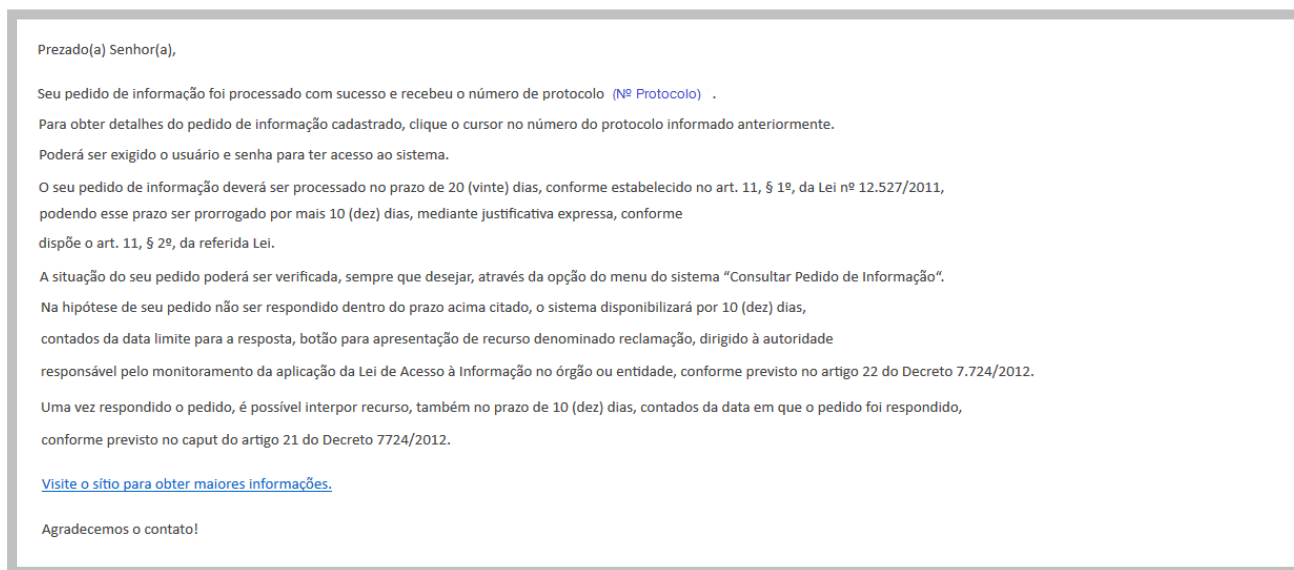 Prezado(a) Senhor(a),
Seu pedido de informação foi processado com sucesso e recebeu o número de protocolo (Nº Protocolo) .
Para obter detalhes do pedido de informação cadastrado, clique o cursor no número do protocolo informado anteriormente.
Poderá ser exigido o usuário e senha para ter acesso ao sistema.
O seu pedido de informação deverá ser processado no prazo de 20 (vinte) dias, conforme estabelecido no art. 11, § 1º, da Lei nº 12.527/2011,
podendo esse prazo ser prorrogado por mais 10 (dez) dias, mediante justificativa expressa, conforme
dispõe o art. 11, § 2º, da referida Lei.
A situação do seu pedido poderá ser verificada, sempre que desejar, através da opção do menu do sistema “Consultar Pedido de Informação“.
Na hipótese de seu pedido não ser respondido dentro do prazo acima citado, o sistema disponibilizará por 10 (dez) dias,
contados da data limite para a resposta, botão para apresentação de recurso denominado reclamação, dirigido à autoridade
responsável pelo monitoramento da aplicação da Lei de Acesso à Informação no órgão ou entidade, conforme previsto no artigo 22 do Decreto 7.724/2012.
Uma vez respondido o pedido, é possível interpor recurso, também no prazo de 10 (dez) dias, contados da data em que o pedido foi respondido,
conforme previsto no caput do artigo 21 do Decreto 7724/2012.
Visite o sítio para obter maiores informações.
Agradecemos o contato!